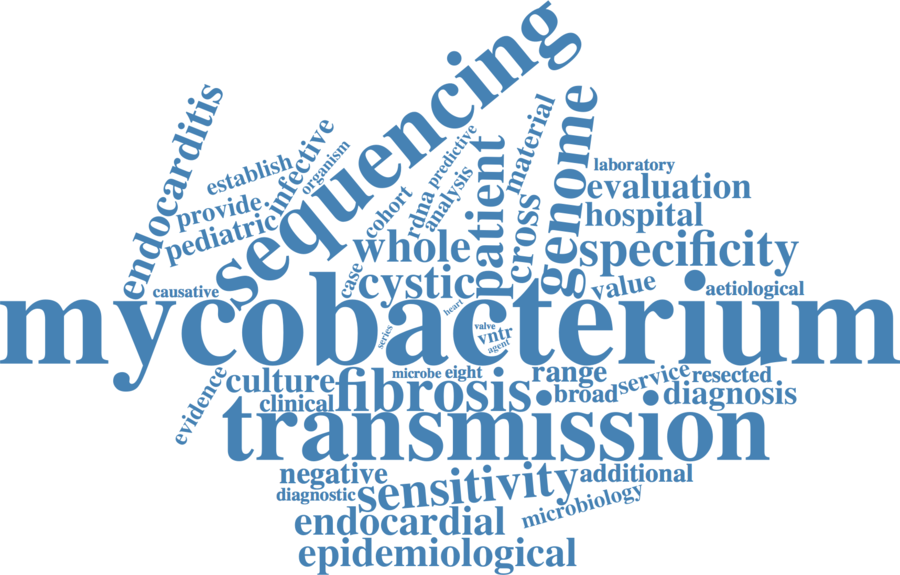 sequencing
endocarditis
infective
establish
organism
provide
pediatric
cohort
rdna
predictive
analysis
patient
material
cross
genome
laboratory
evaluation
hospital
specificity
whole
case
cystic
value
aetiological
causative
heart
mycobacterium
series
valve
vntr
agent
microbe
eight
range
service
resected
evidence
culture
fibrosis
broad
diagnosis
clinical
transmission
negative
additional
diagnostic
sensitivity
microbiology
endocardial
epidemiological